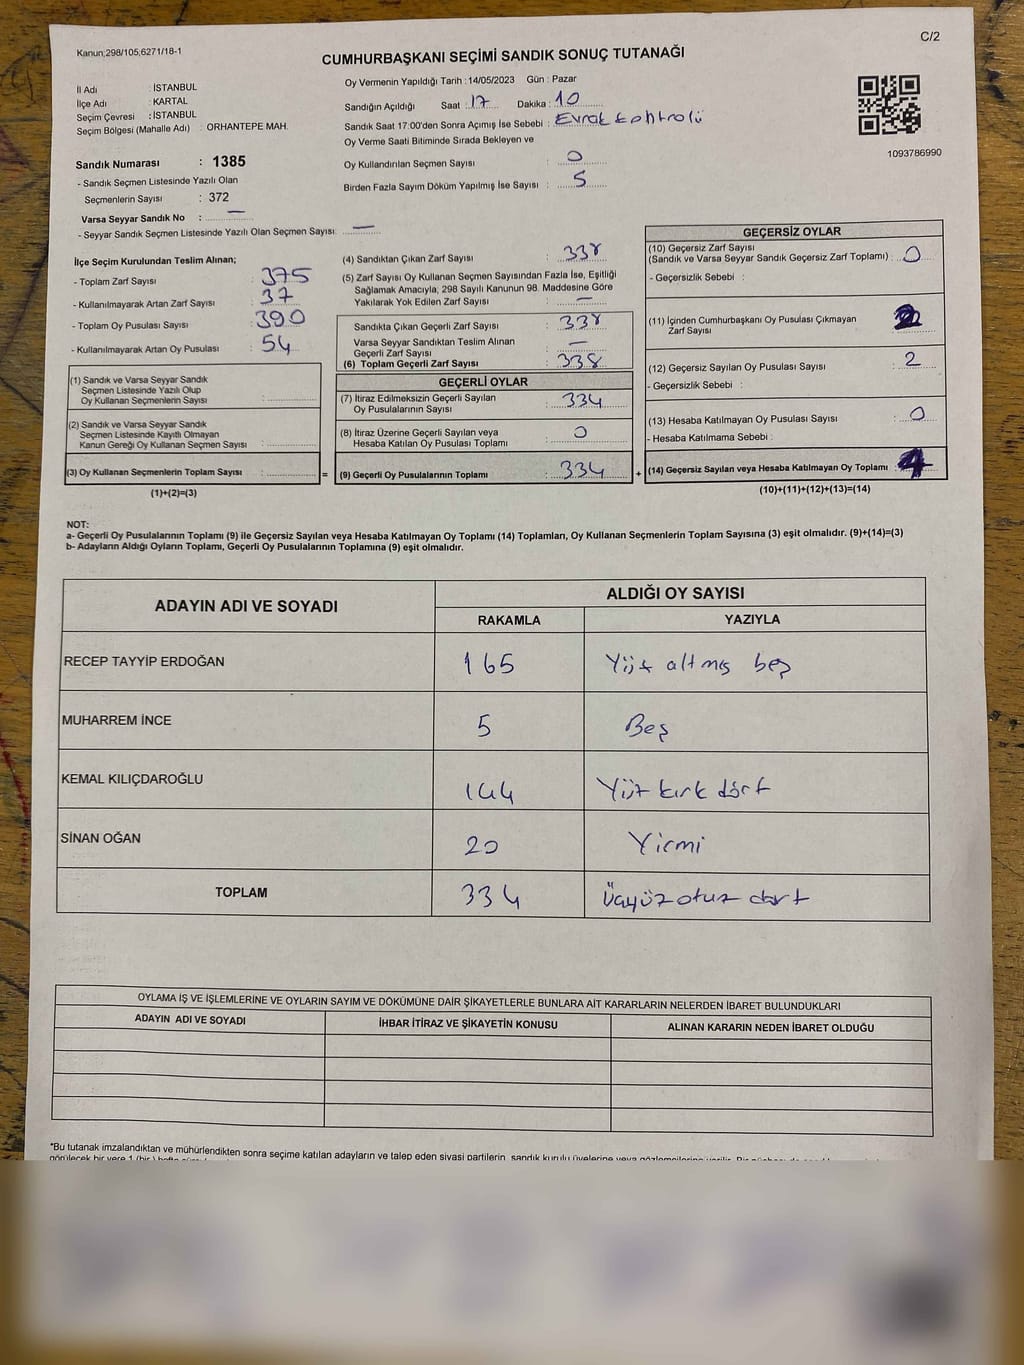 Kanun;298/105;6271/18-1
C/2
CUMHURBAŞKANI SEÇİMİ SANDIK SONUÇ TUTANAĞI
İl Adı : İSTANBUL
İlçe Adı : KARTAL
Seçim Çevresi : İSTANBUL
Seçim Bölgesi (Mahalle Adı) : ORHANTEPE MAH.
Oy Vermenin Yapıldığı Tarih : 14/05/2023 Gün : Pazar
Sandığın Açıldığı Saat : 17 Dakika : 10
Sandık Saat 17:00'den Sonra Açımış İse Sebebi : Evrak kontrolü
Oy Verme Saati Bitiminde Sırada Bekleyen ve
Oy Kullandırılan Seçmen Sayısı : 0
Birden Fazla Sayım Döküm Yapılmış İse Sayısı : 5
1093786990
Sandık Numarası : 1385
- Sandık Seçmen Listesinde Yazılı Olan
Seçmenlerin Sayısı : 372
Varsa Seyyar Sandık No : —
- Seyyar Sandık Seçmen Listesinde Yazılı Olan Seçmen Sayısı: —
İlçe Seçim Kurulundan Teslim Alınan;
- Toplam Zarf Sayısı : 375
- Kullanılmayarak Artan Zarf Sayısı : 37
- Toplam Oy Pusulası Sayısı : 390
- Kullanılmayarak Artan Oy Pusulası : 54
(1) Sandık ve Varsa Seyyar Sandık
Seçmen Listesinde Yazılı Olup
Oy Kullanan Seçmenlerin Sayısı :
(2) Sandık ve Varsa Seyyar Sandık
Seçmen Listesinde Kayıtlı Olmayan
Kanun Gereği Oy Kullanan Seçmen Sayısı :
(3) Oy Kullanan Seçmenlerin Toplam Sayısı :
(1)+(2)=(3)
(4) Sandıktan Çıkan Zarf Sayısı : 338
(5) Zarf Sayısı Oy Kullanan Seçmen Sayısından Fazla İse, Eşitliği
Sağlamak Amacıyla, 298 Sayılı Kanunun 98. Maddesine Göre
Yakılarak Yok Edilen Zarf Sayısı : —
Sandıkta Çıkan Geçerli Zarf Sayısı : 338
Varsa Seyyar Sandıktan Teslim Alınan
Geçerli Zarf Sayısı : —
(6) Toplam Geçerli Zarf Sayısı : 338
GEÇERLİ OYLAR
(7) İtiraz Edilmeksizin Geçerli Sayılan
Oy Pusulalarının Sayısı : 334
(8) İtiraz Üzerine Geçerli Sayılan veya
Hesaba Katılan Oy Pusulası Toplamı : 0
= (9) Geçerli Oy Pusulalarının Toplamı : 334 +
GEÇERSİZ OYLAR
(10) Geçersiz Zarf Sayısı
(Sandık ve Varsa Seyyar Sandık Geçersiz Zarf Toplamı) : 0
- Geçersizlik Sebebi :
(11) İçinden Cumhurbaşkanı Oy Pusulası Çıkmayan
Zarf Sayısı :
(12) Geçersiz Sayılan Oy Pusulası Sayısı : 2
- Geçersizlik Sebebi :
(13) Hesaba Katılmayan Oy Pusulası Sayısı : 0
- Hesaba Katılmama Sebebi :
(14) Geçersiz Sayılan veya Hesaba Katılmayan Oy Toplamı : 4
(10)+(11)+(12)+(13)=(14)
NOT:
a- Geçerli Oy Pusulalarının Toplamı (9) ile Geçersiz Sayılan veya Hesaba Katılmayan Oy Toplamı (14) Toplamları, Oy Kullanan Seçmenlerin Toplam Sayısına (3) eşit olmalıdır. (9)+(14)=(3)
b- Adayların Aldığı Oyların Toplamı, Geçerli Oy Pusulalarının Toplamına (9) eşit olmalıdır.
ADAYIN ADI VE SOYADI
ALDIĞI OY SAYISI
RAKAMLA YAZIYLA
RECEP TAYYİP ERDOĞAN 165 Yüz altmış beş
MUHARREM İNCE 5 Beş
KEMAL KILIÇDAROĞLU 144 Yüz kırk dört
SİNAN OĞAN 20 Yirmi
TOPLAM 334 Üçyüz otuz dört
OYLAMA İŞ VE İŞLEMLERİNE VE OYLARIN SAYIM VE DÖKÜMÜNE DAİR ŞİKAYETLERLE BUNLARA AİT KARARLARIN NELERDEN İBARET BULUNDUKLARI
ADAYIN ADI VE SOYADI İHBAR İTİRAZ VE ŞİKAYETİN KONUSU ALINAN KARARIN NEDEN İBARET OLDUĞU
*Bu tutanak imzalandıktan ve mühürlendikten sonra seçime katılan adayların ve talep eden siyasi partilerin, sandık kurulu üyelerine veya gözlemcilerine verilir.